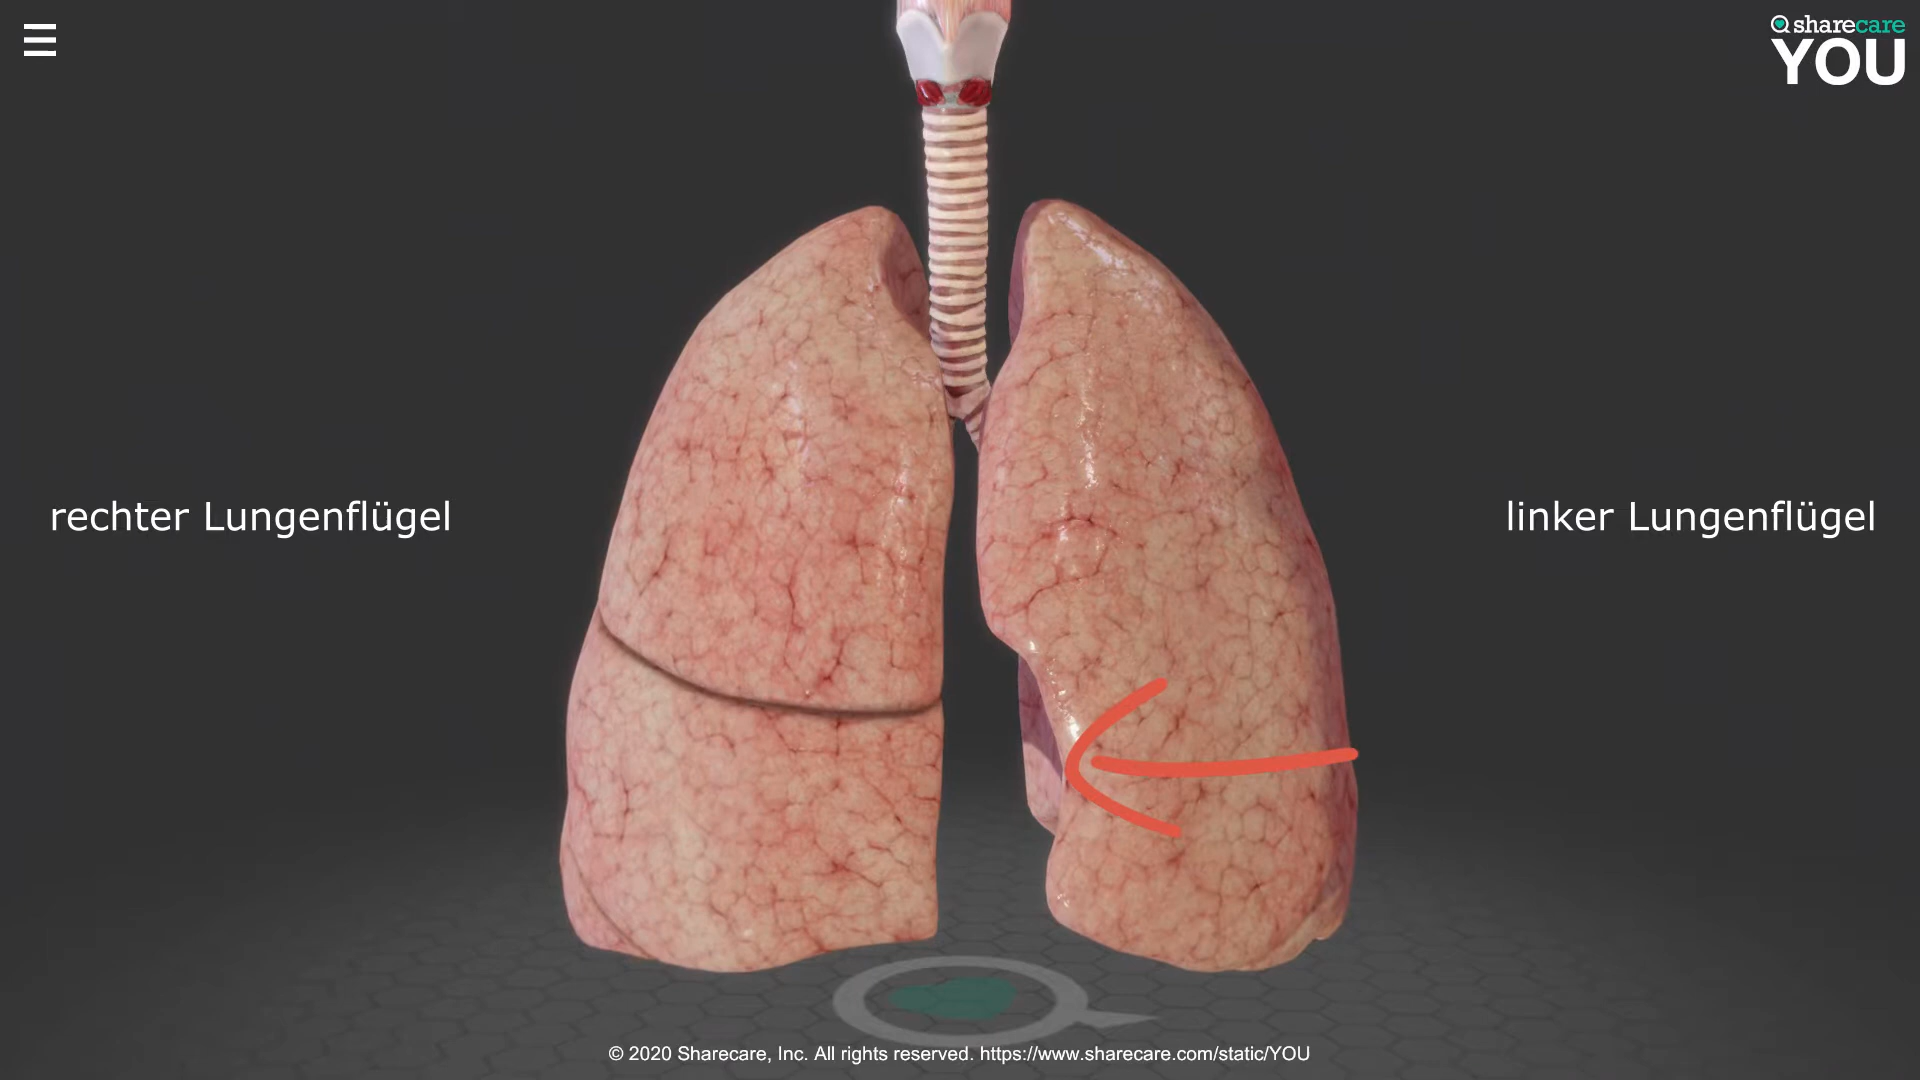 sharecare
YOU
rechter Lungenflügel
linker Lungenflügel
© 2020 Sharecare, Inc. All rights reserved. https://www.sharecare.com/static/YOU